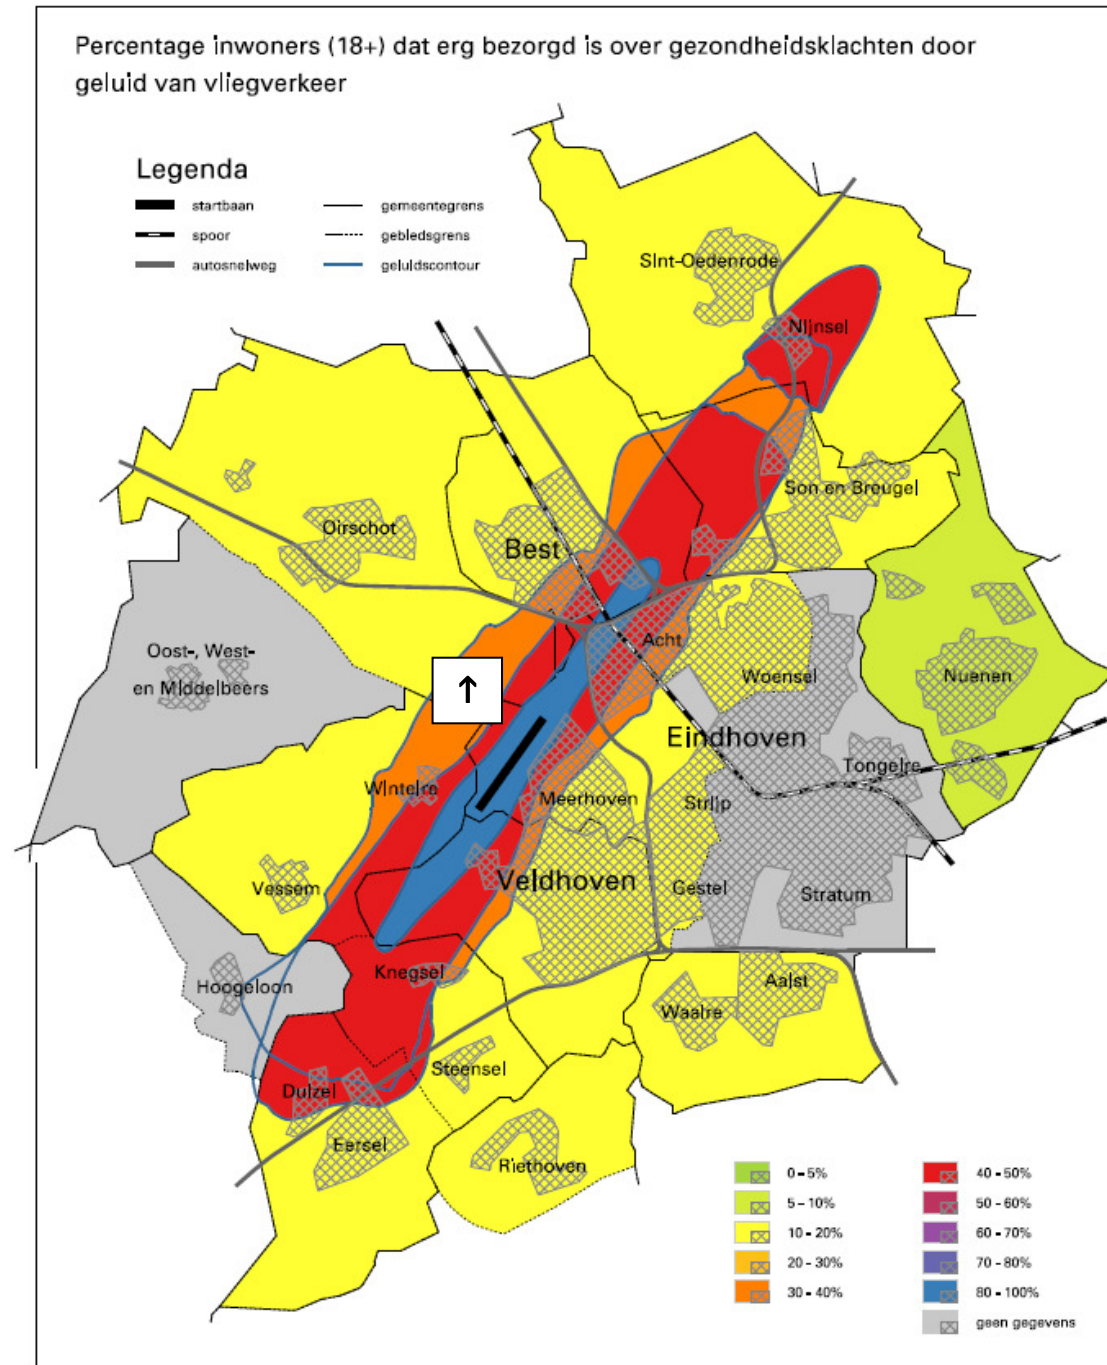 Percentage inwoners (18+) dat erg bezorgd is over gezondheidsklachten door
geluid van vliegverkeer
Legenda
startbaan
gemeentegrens
spoor
gebiedsgrens
autosnelweg
geluidscontour
Sint-Oedenrode
Nijnsel
Son en Breugel
Oirschot
Best
Acht
Oost-, West-
en Middelbeers
Woensel
Nuenen
↑
Eindhoven
Tongelre
Wintelre
Meerhoven
Strijp
Vessem
Veldhoven
Gestel
Stratum
Knegsel
Hoogeloon
Aalst
Waalre
Steensel
Duizel
Eersel
Riethoven
0 - 5%
40 - 50%
5 - 10%
50 - 60%
10 - 20%
60 - 70%
20 - 30%
70 - 80%
30 - 40%
80 - 100%
geen gegevens